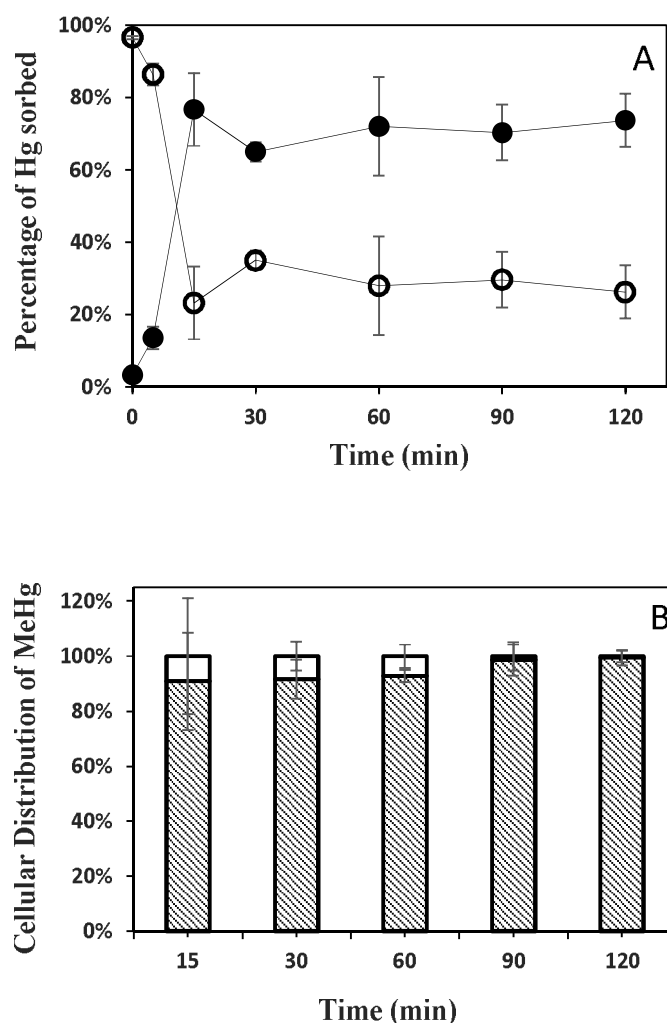 100%
A
80%
60%
40%
20%
0%
Percentage of Hg sorbed
0 30 60 90 120
Time (min)
120%
B
100%
80%
60%
40%
20%
0%
Cellular Distribution of MeHg
15 30 60 90 120
Time (min)